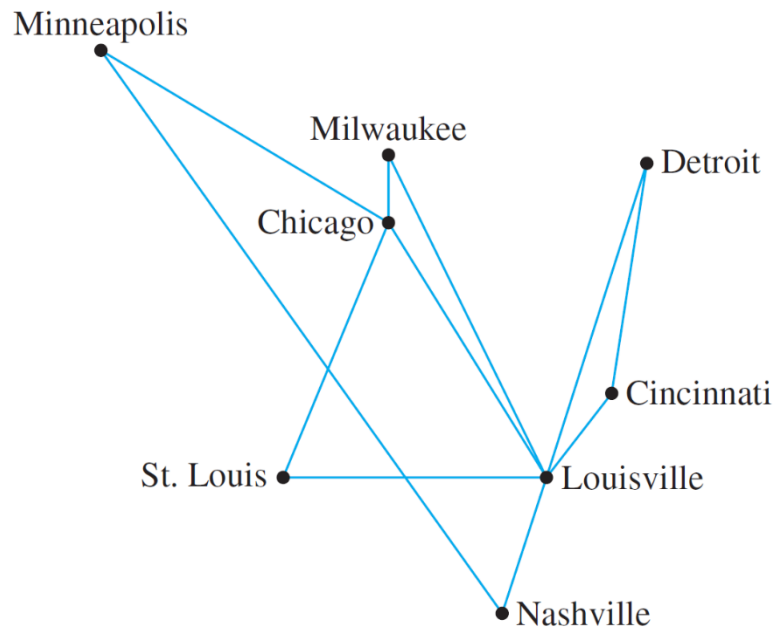 Minneapolis
Milwaukee
Detroit
Chicago
Cincinnati
St. Louis
Louisville
Nashville